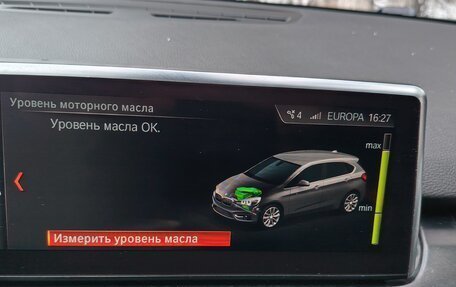 Уровень моторного масла
4 EUROPA 16:27
Уровень масла OK.
max
min
Измерить уровень масла